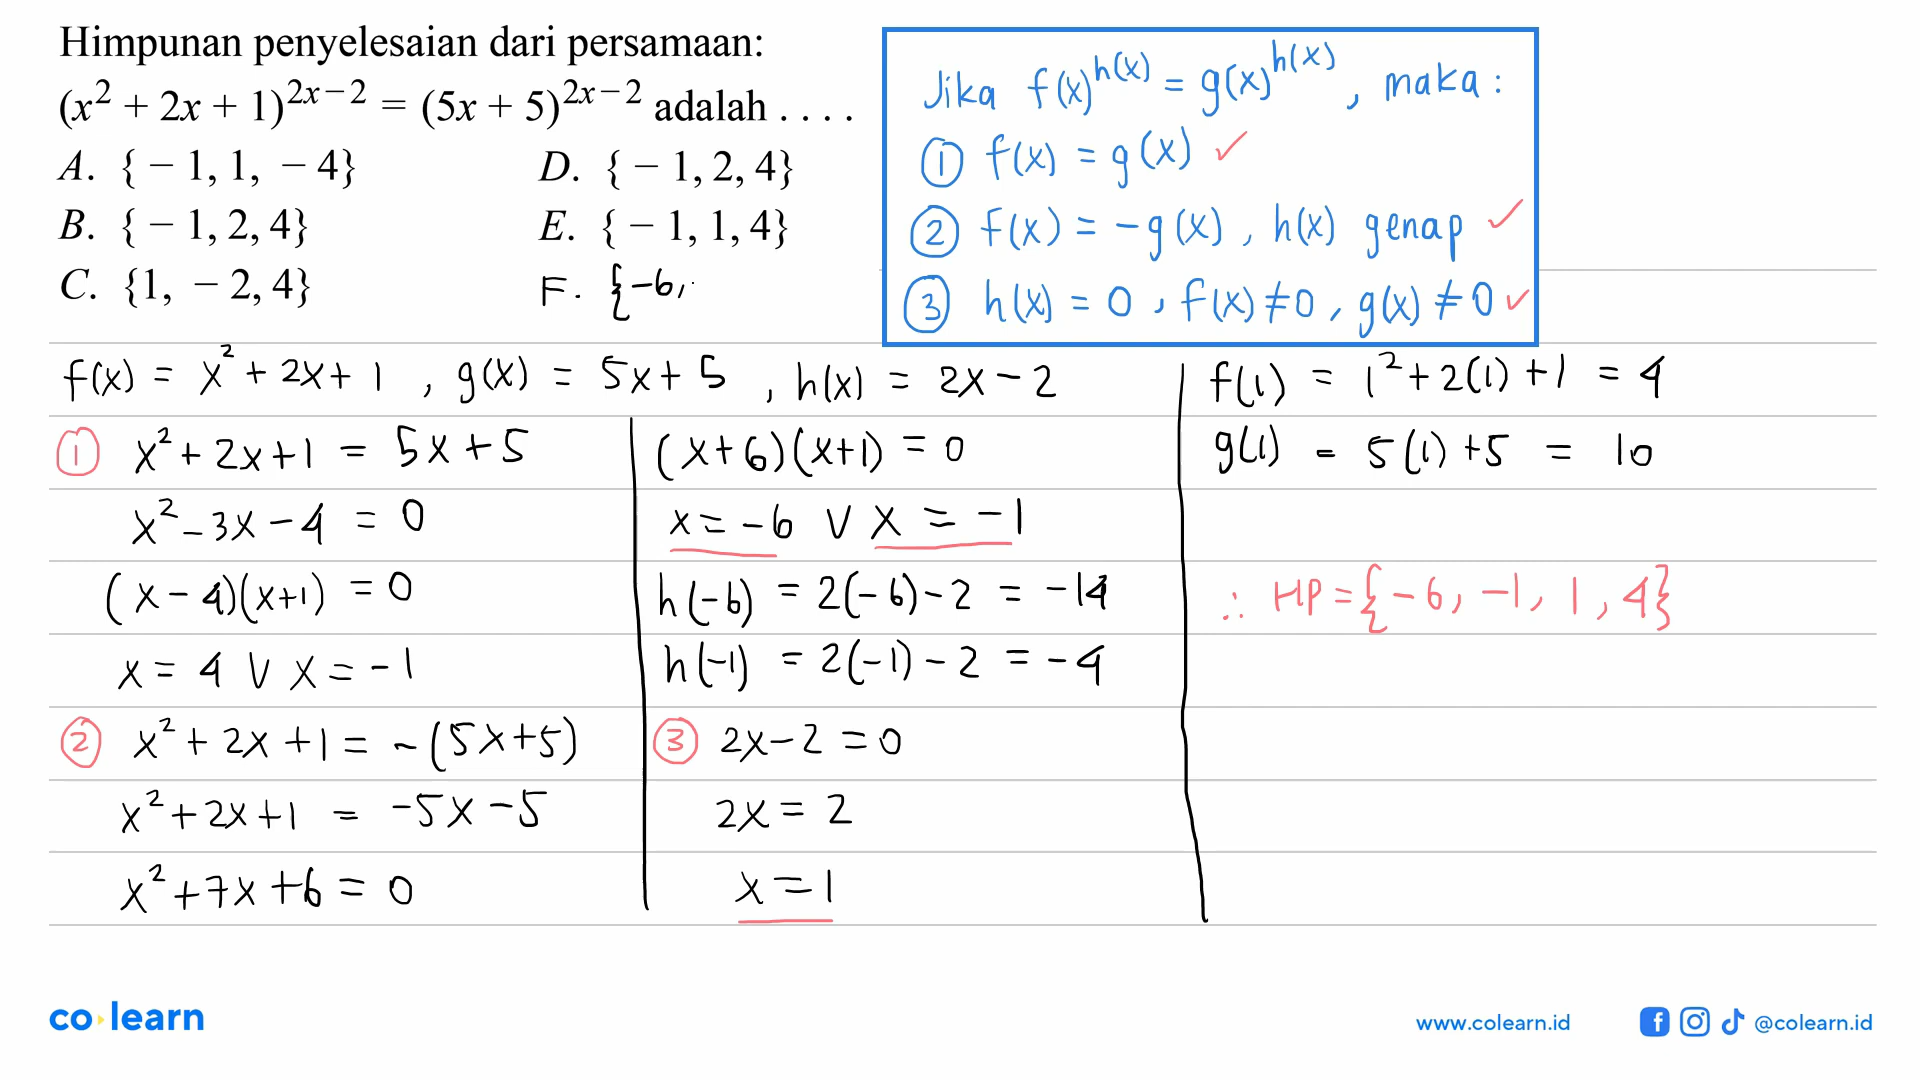 Himpunan penyelesaian dari persamaan:
(x² + 2x + 1)^(2x−2) = (5x + 5)^(2x−2) adalah . . . .
A. {− 1, 1, − 4}
B. {− 1, 2, 4}
C. {1, − 2, 4}
D. {− 1, 2, 4}
E. {− 1, 1, 4}
F. {-6,
Jika f(x)^h(x) = g(x)^h(x), maka :
① f(x) = g(x) ✓
② f(x) = -g(x), h(x) genap ✓
③ h(x) = 0, f(x) ≠ 0, g(x) ≠ 0 ✓
f(x) = x² + 2x + 1, g(x) = 5x + 5, h(x) = 2x - 2
① x² + 2x + 1 = 5x + 5
x² - 3x - 4 = 0
(x - 4)(x+1) = 0
x = 4 V x = -1
② x² + 2x + 1 = -(5x+5)
x² + 2x + 1 = -5x - 5
x² + 7x + 6 = 0
(x+6)(x+1) = 0
x = -6 V x = -1
h(-6) = 2(-6) - 2 = -14
h(-1) = 2(-1) - 2 = -4
③ 2x - 2 = 0
2x = 2
x = 1
f(1) = 1² + 2(1) + 1 = 4
g(1) = 5(1) + 5 = 10
∴ HP = {-6, -1, 1, 4}
co learn
www.colearn.id
@colearn.id